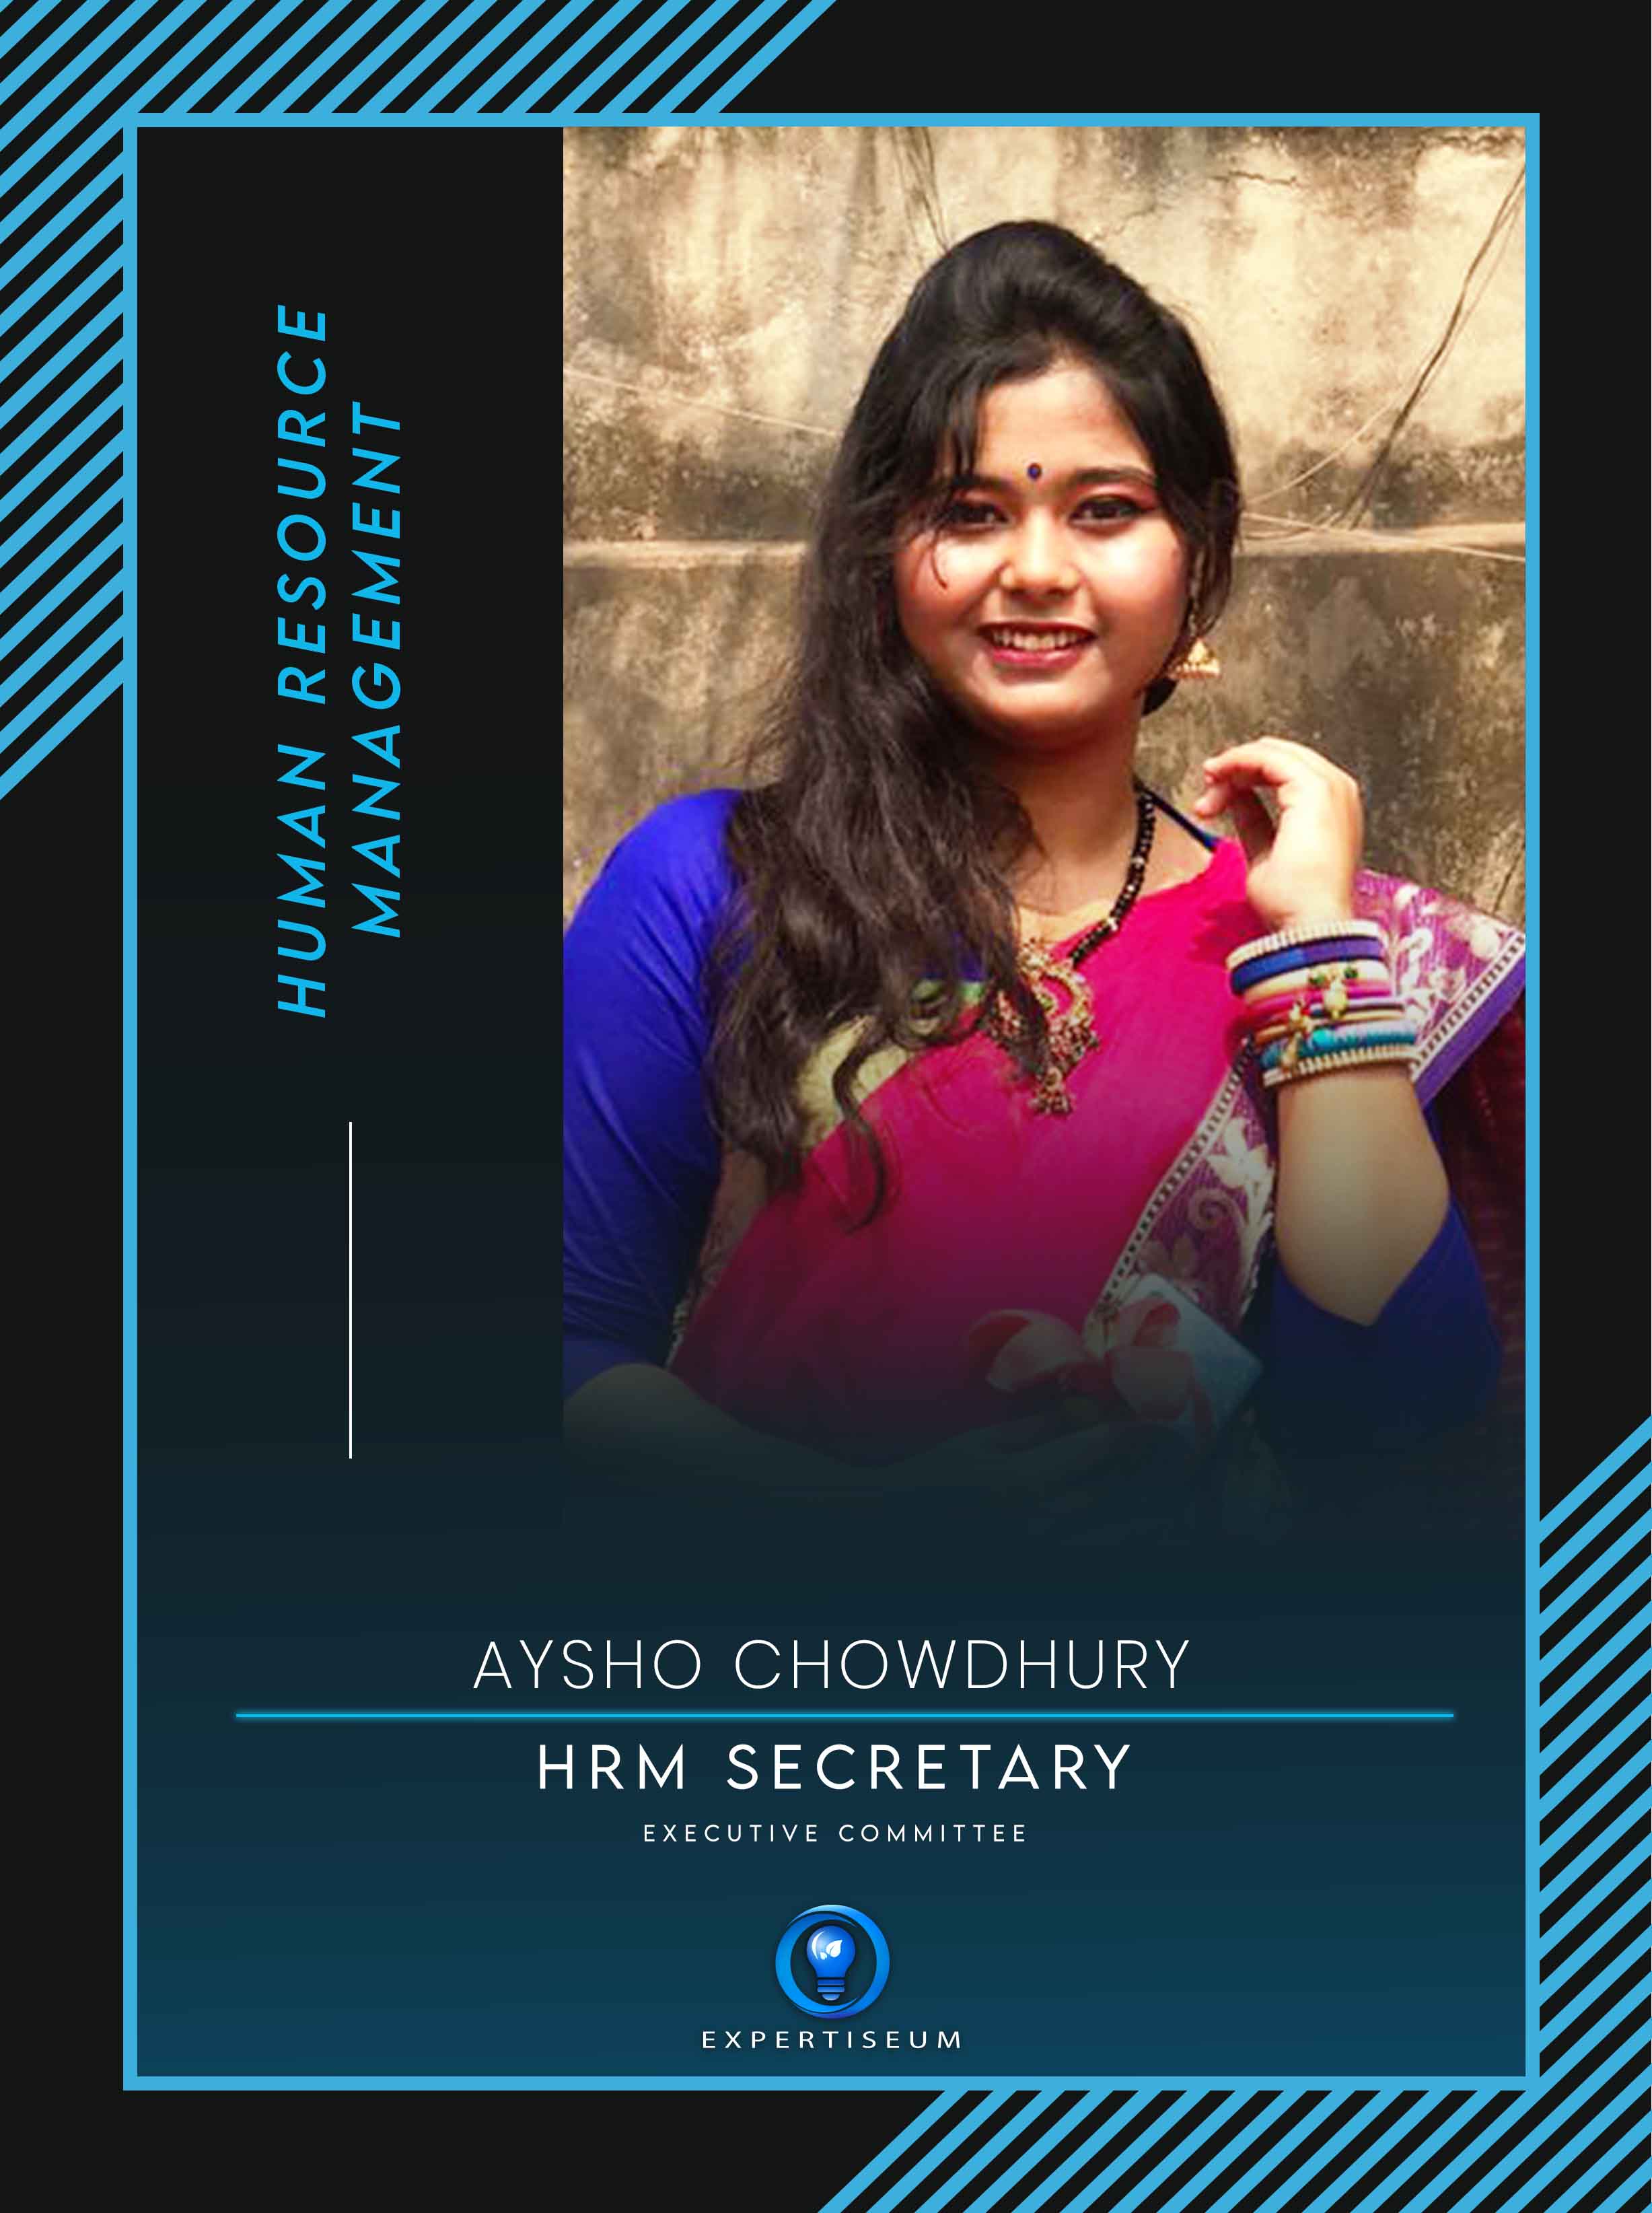 HUMAN RESOURCE
MANAGEMENT
AYSHO CHOWDHURY
HRM SECRETARY
EXECUTIVE COMMITTEE
EXPERTISEUM